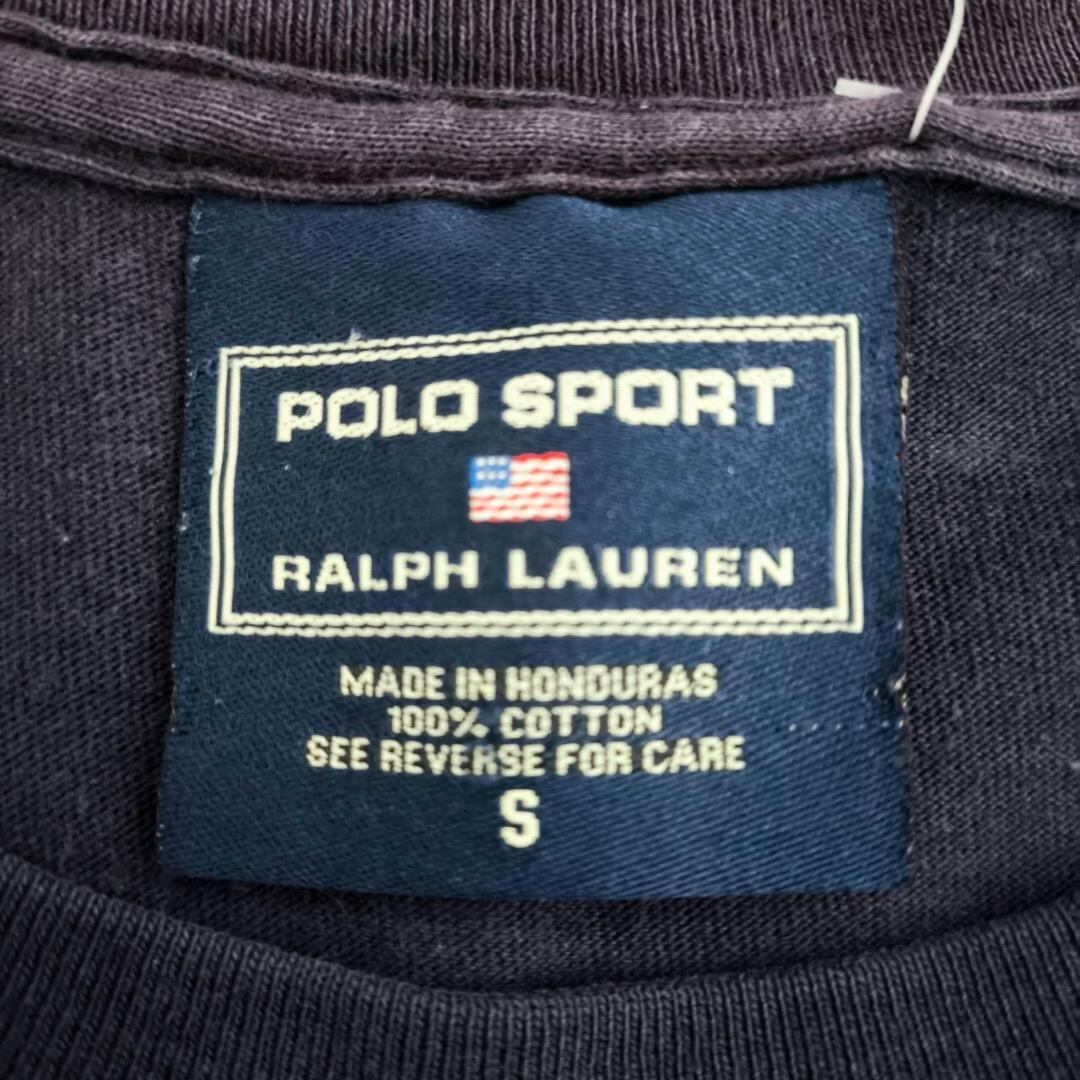 POLO SPORT
RALPH LAUREN
MADE IN HONDURAS
100% COTTON
SEE REVERSE FOR CARE
S